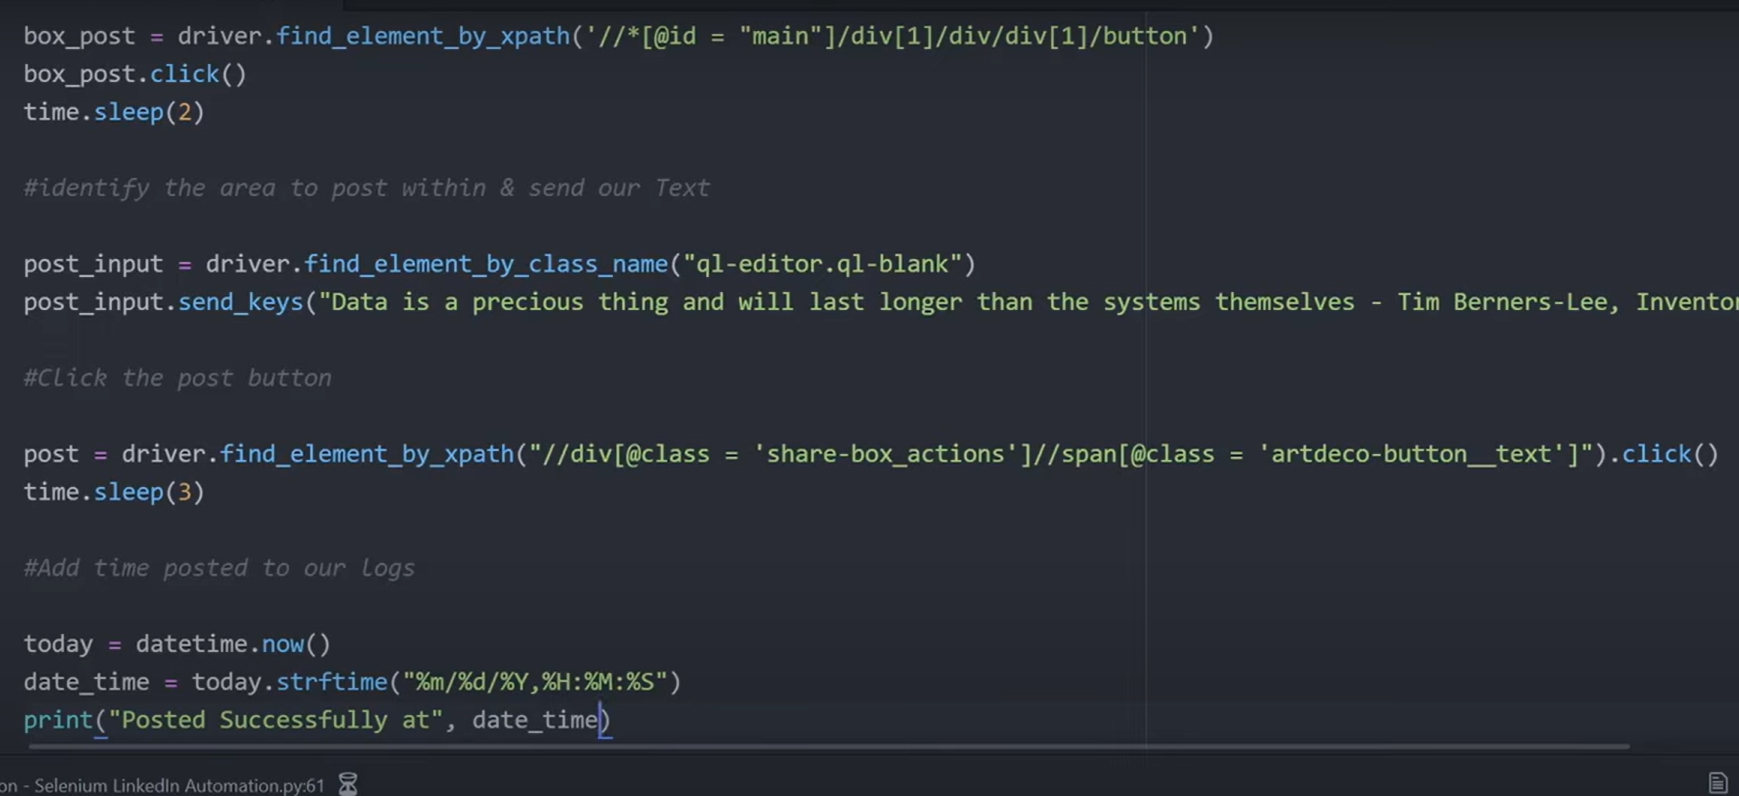 box_post = driver.find_element_by_xpath('//*[@id = "main"]/div[1]/div/div[1]/button')
box_post.click()
time.sleep(2)
#identify the area to post within & send our Text
post_input = driver.find_element_by_class_name("ql-editor.ql-blank")
post_input.send_keys("Data is a precious thing and will last longer than the systems themselves - Tim Berners-Lee, Inventor
#Click the post button
post = driver.find_element_by_xpath("//div[@class = 'share-box_actions']//span[@class = 'artdeco-button__text']").click()
time.sleep(3)
#Add time posted to our logs
today = datetime.now()
date_time = today.strftime("%m/%d/%Y,%H:%M:%S")
print("Posted Successfully at", date_time)
on - Selenium LinkedIn Automation.py:61